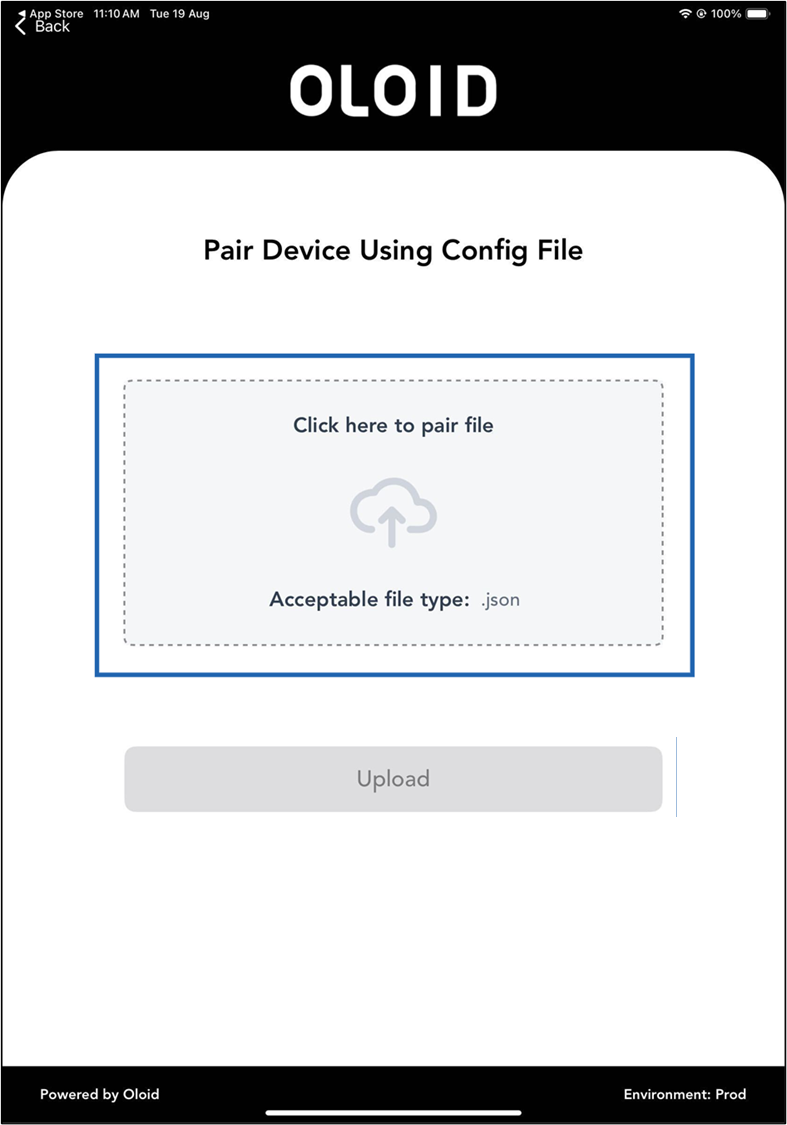 App Store 11:10 AM Tue 19 Aug 100%
Back
OLOID
Pair Device Using Config File
Click here to pair file
Acceptable file type: .json
Upload
Powered by Oloid Environment: Prod